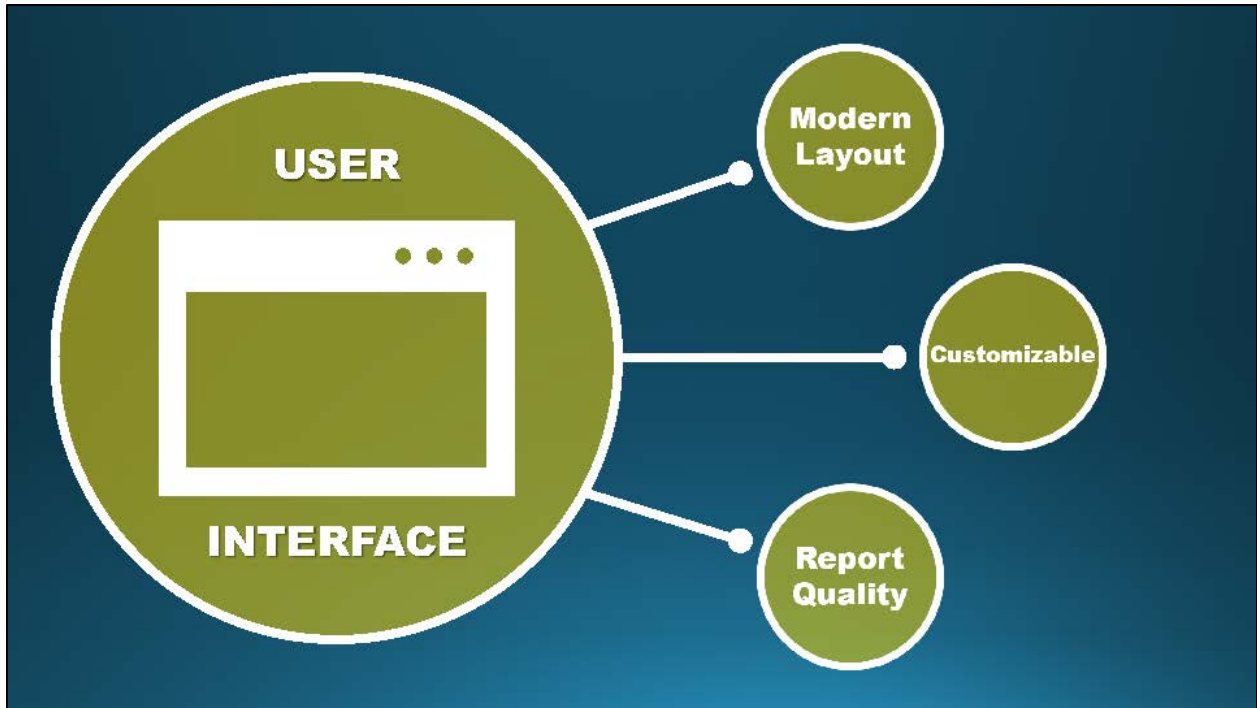 USER
INTERFACE
Modern
Layout
Customizable
Report
Quality